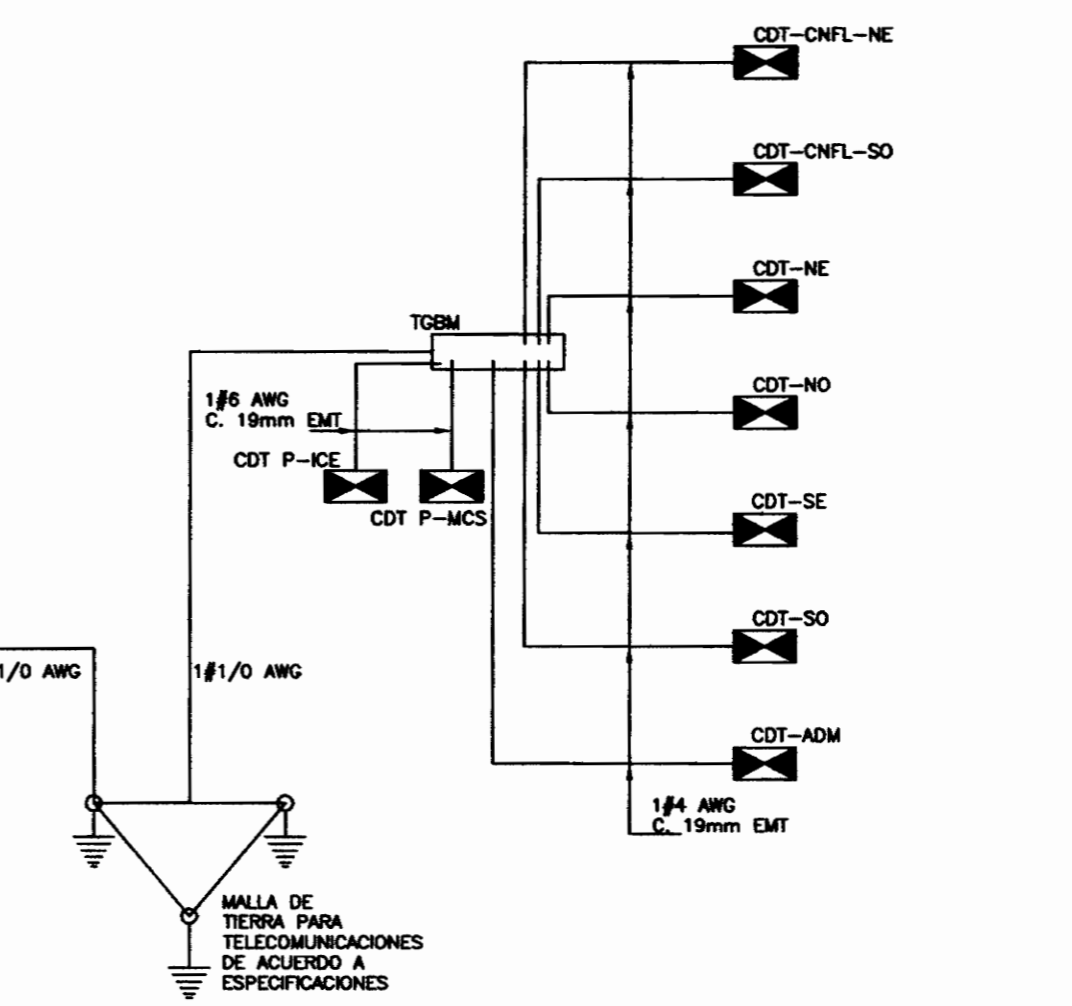 CDT-CNFL-NE
CDT-CNFL-SO
CDT-NE
TGBM
CDT-NO
1#6 AWG
C. 19mm EMT
CDT P-ICE
CDT P-MCS
CDT-SE
CDT-SO
1/0 AWG
1#1/0 AWG
CDT-ADM
1#4 AWG
C. 19mm EMT
MALLA DE
TIERRA PARA
TELECOMUNICACIONES
DE ACUERDO A
ESPECIFICACIONES